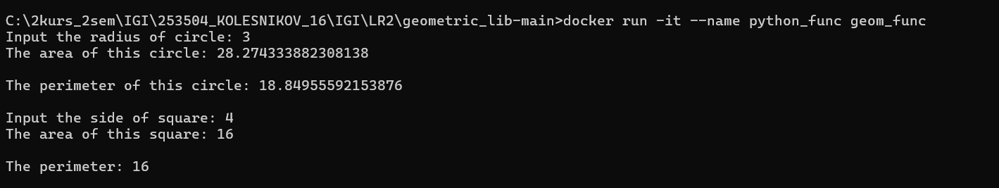 C:\2kurs_2sem\IGI\253504_KOLESNIKOV_16\IGI\LR2\geometric_lib-main>docker run -it --name python_func geom_func
Input the radius of circle: 3
The area of this circle: 28.274333882308138
The perimeter of this circle: 18.84955592153876
Input the side of square: 4
The area of this square: 16
The perimeter: 16